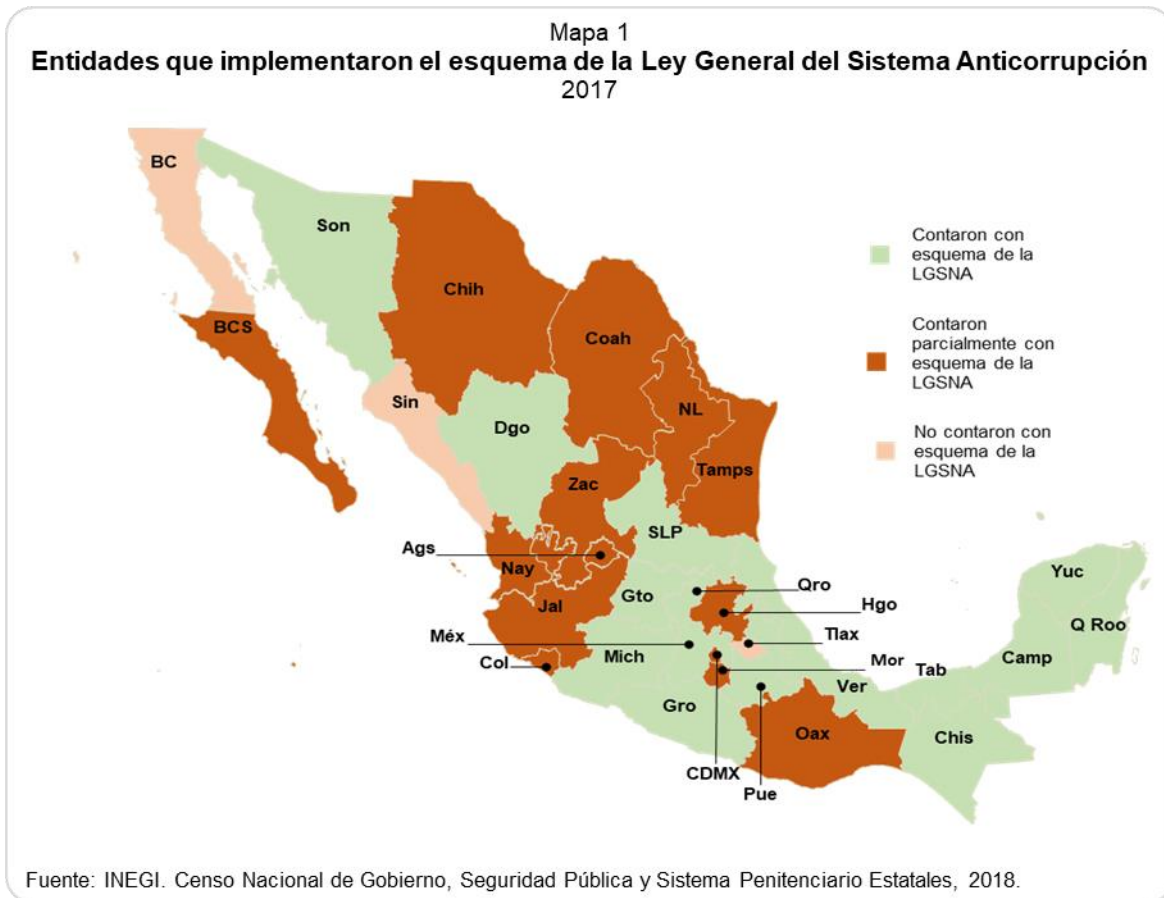 Mapa 1
Entidades que implementaron el esquema de la Ley General del Sistema Anticorrupción
2017
BC
Son
Chih
Coah
BCS
Sin
NL
Dgo
Tamps
Zac
SLP
Ags
Nay
Gto
Qro
Yuc
Jal
Hgo
Q Roo
Méx
Tlax
Mich
Camp
Col
Mor
Tab
Ver
Gro
Oax
Chis
CDMX
Pue
Contaron con
esquema de la
LGSNA
Contaron
parcialmente con
esquema de la
LGSNA
No contaron con
esquema de la
LGSNA
Fuente: INEGI. Censo Nacional de Gobierno, Seguridad Pública y Sistema Penitenciario Estatales, 2018.